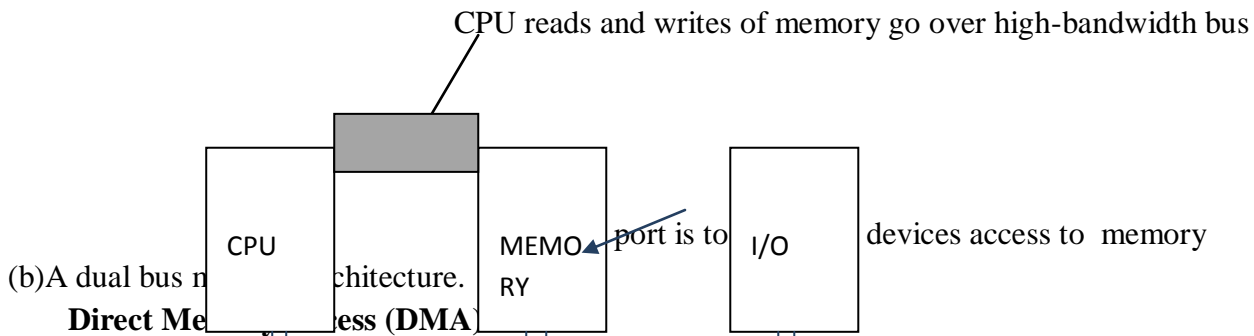 CPU reads and writes of memory go over high-bandwidth bus
CPU
MEMO
RY
port is to
I/O
devices access to memory
(b)A dual bus m chitecture.
Direct Me cess (DMA)